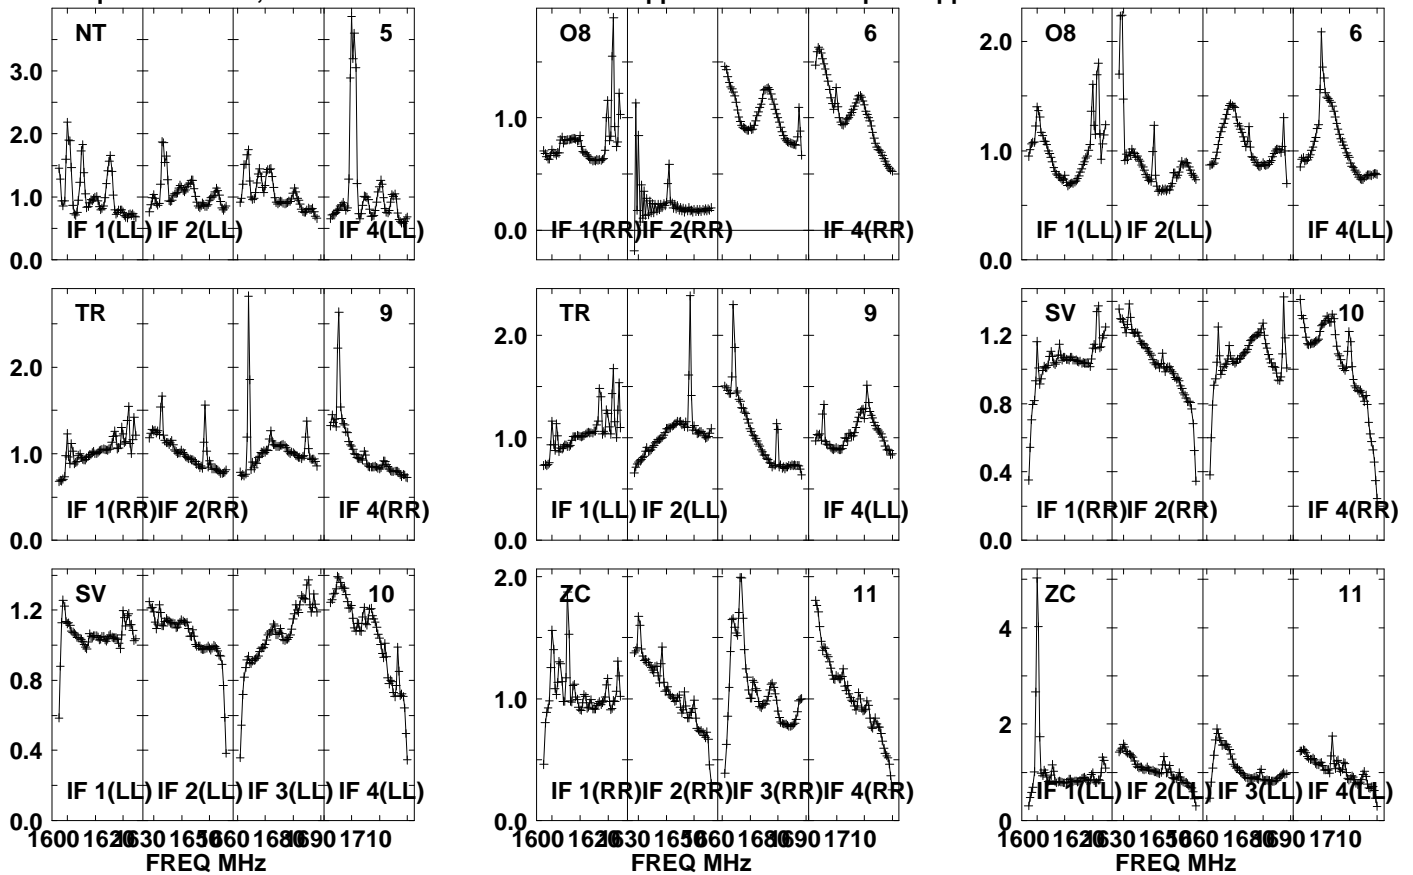 NT 5 O8 6 O8 6
3.0 2.0
2.0 1.0 1.0
1.0
IF 1(LL) IF 2(LL) IF 4(LL) 0.0 IF 1(RR) IF 2(RR) IF 4(RR) IF 1(LL) IF 2(LL) IF 4(LL)
0.0 0.0
TR 9 TR 9 SV 10
2.0 2.0 1.2
1.0 1.0 0.8
0.4
IF 1(RR) IF 2(RR) IF 4(RR) IF 1(LL) IF 2(LL) IF 4(LL) IF 1(RR) IF 2(RR) IF 4(RR)
0.0 0.0 0.0
SV 10 2.0 ZC 11 ZC 11
1.2 4
0.8 1.0 2
0.4
IF 1(LL) IF 2(LL) IF 3(LL) IF 4(LL) IF 1(RR) IF 2(RR) IF 3(RR) IF 4(RR) IF 1(LL) IF 2(LL) IF 3(LL) IF 4(LL)
0.0 0.0 0
1600 1710 1600 1710 1600 1710
FREQ MHz FREQ MHz FREQ MHz